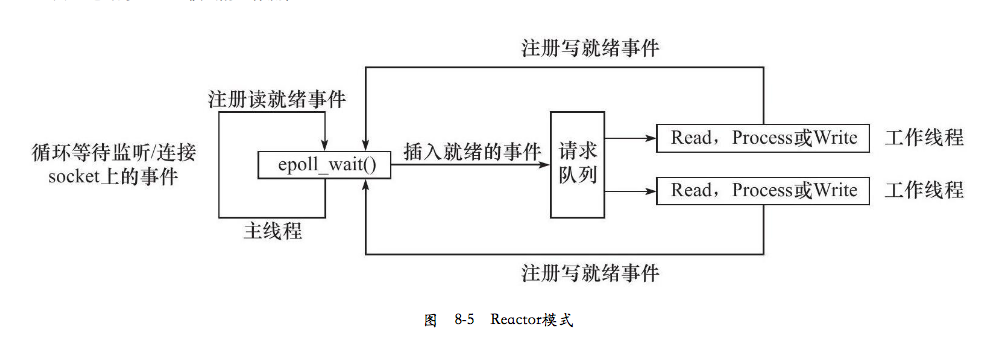 注册写就绪事件
注册读就绪事件
循环等待监听/连接
socket上的事件
epoll_wait()
插入就绪的事件
请求
队列
Read，Process或Write
工作线程
Read，Process或Write
工作线程
主线程
注册写就绪事件
图 8-5 Reactor模式